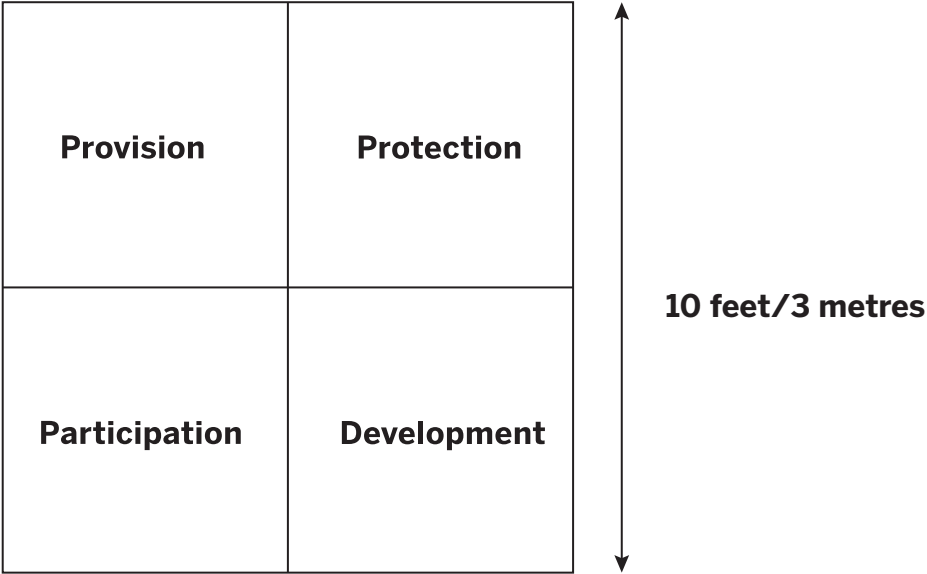 Provision
Protection
10 feet/3 metres
Participation
Development